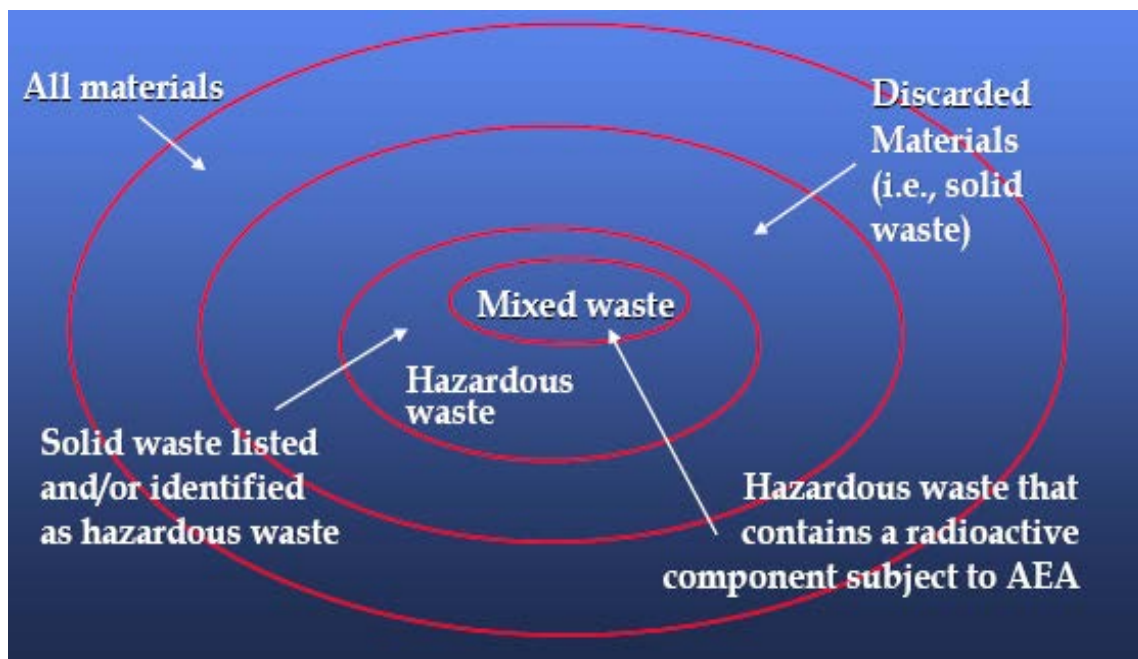 All materials
Discarded
Materials
(i.e., solid
waste)
Mixed waste
Hazardous
waste
Solid waste listed
and/or identified
as hazardous waste
Hazardous waste that
contains a radioactive
component subject to AEA